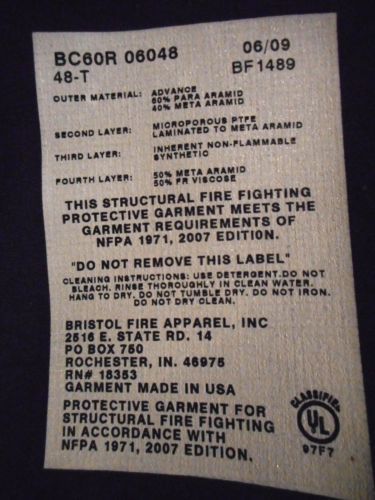 BC60R 06048 06/09
48-T BF1489
OUTER MATERIAL: ADVANCE
60% PARA ARAMID
40% META ARAMID
SECOND LAYER: MICROPOROUS PTFE
LAMINATED TO META ARAMID
THIRD LAYER: INHERENT NON-FLAMMABLE
SYNTHETIC
FOURTH LAYER: 50% META ARAMID
50% FR VISCOSE
THIS STRUCTURAL FIRE FIGHTING
PROTECTIVE GARMENT MEETS THE
GARMENT REQUIREMENTS OF
NFPA 1971, 2007 EDITION.
"DO NOT REMOVE THIS LABEL"
CLEANING INSTRUCTIONS: USE DETERGENT.DO NOT
BLEACH. RINSE THOROUGHLY IN CLEAN WATER.
HANG TO DRY. DO NOT TUMBLE DRY. DO NOT IRON.
DO NOT DRY CLEAN.
BRISTOL FIRE APPAREL, INC
2516 E. STATE RD. 14
PO BOX 750
ROCHESTER, IN. 46975
RN# 18353
GARMENT MADE IN USA
PROTECTIVE GARMENT FOR
STRUCTURAL FIRE FIGHTING
IN ACCORDANCE WITH
NFPA 1971, 2007 EDITION.
CLASSIFIED
UL
97F7